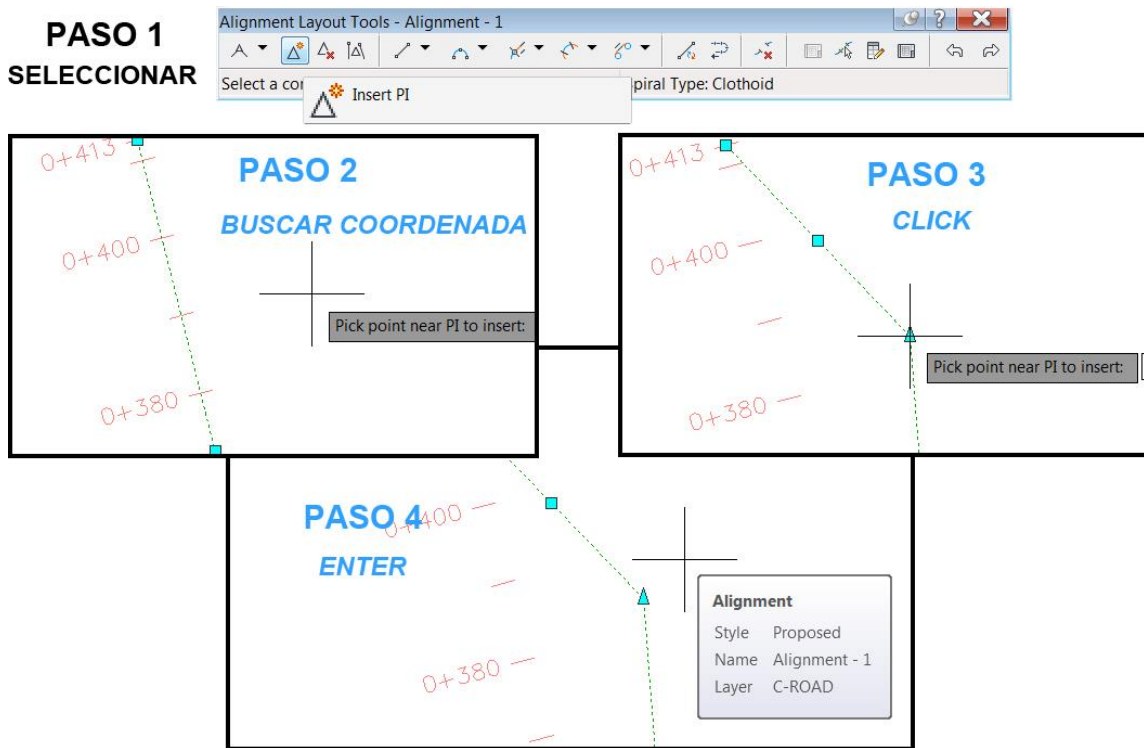 PASO 1
SELECCIONAR
Alignment Layout Tools - Alignment - 1
Select a co
piral Type: Clothoid
Insert PI
PASO 2
BUSCAR COORDENADA
0+413
0+400
0+380
Pick point near PI to insert:
PASO 3
CLICK
0+413
0+400
0+380
Pick point near PI to insert:
PASO 4
ENTER
0+400
0+380
Alignment
Style Proposed
Name Alignment - 1
Layer C-ROAD